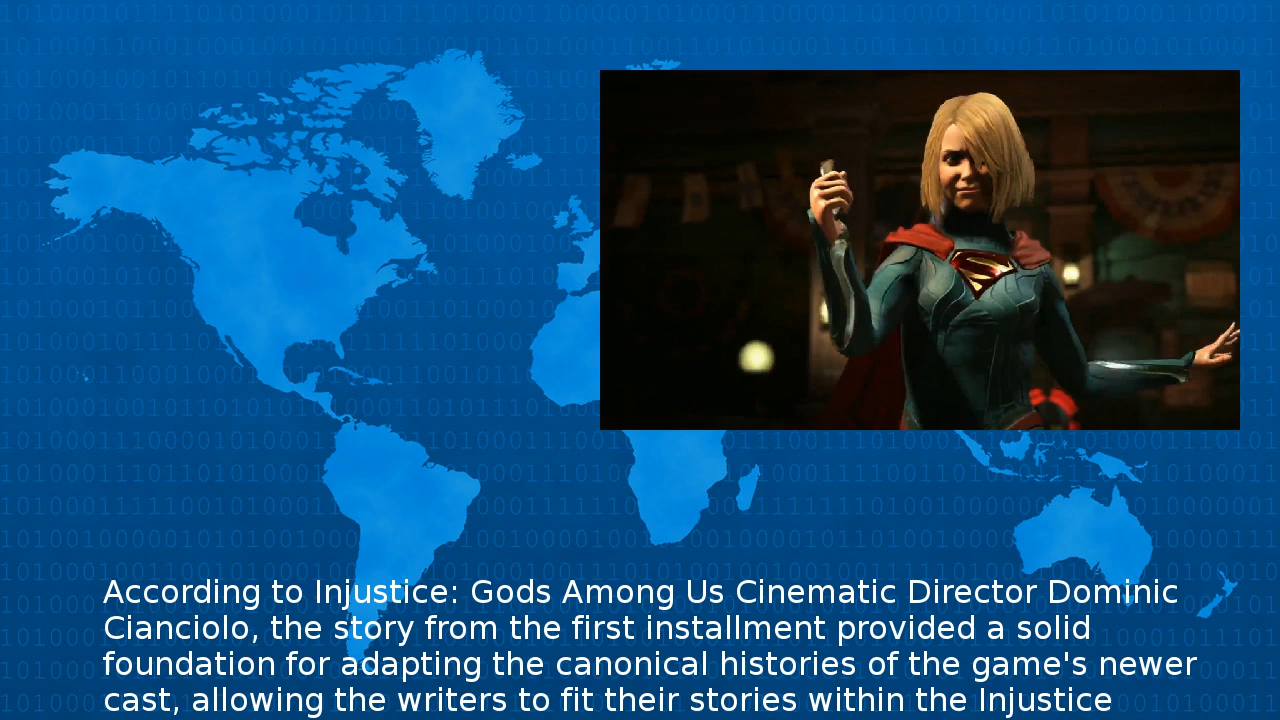 According to Injustice: Gods Among Us Cinematic Director Dominic
Cianciolo, the story from the first installment provided a solid
foundation for adapting the canonical histories of the game's newer
cast, allowing the writers to fit their stories within the Injustice